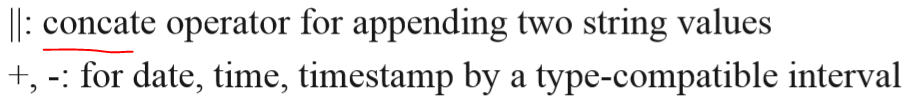 ||: concate operator for appending two string values
+, -: for date, time, timestamp by a type-compatible interval